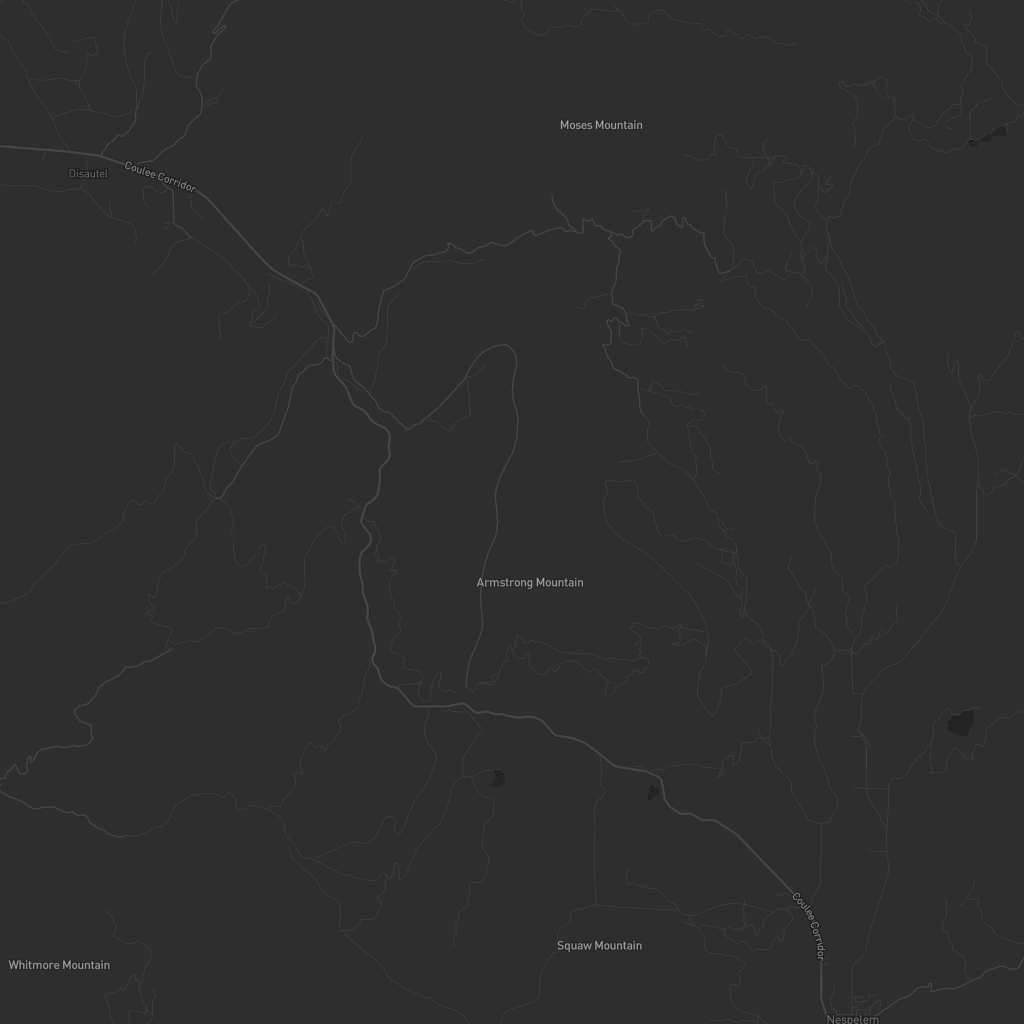 Moses Mountain
Disautel
Coulee Corridor
Armstrong Mountain
Coulee Corridor
Squaw Mountain
Whitmore Mountain
Nespelem